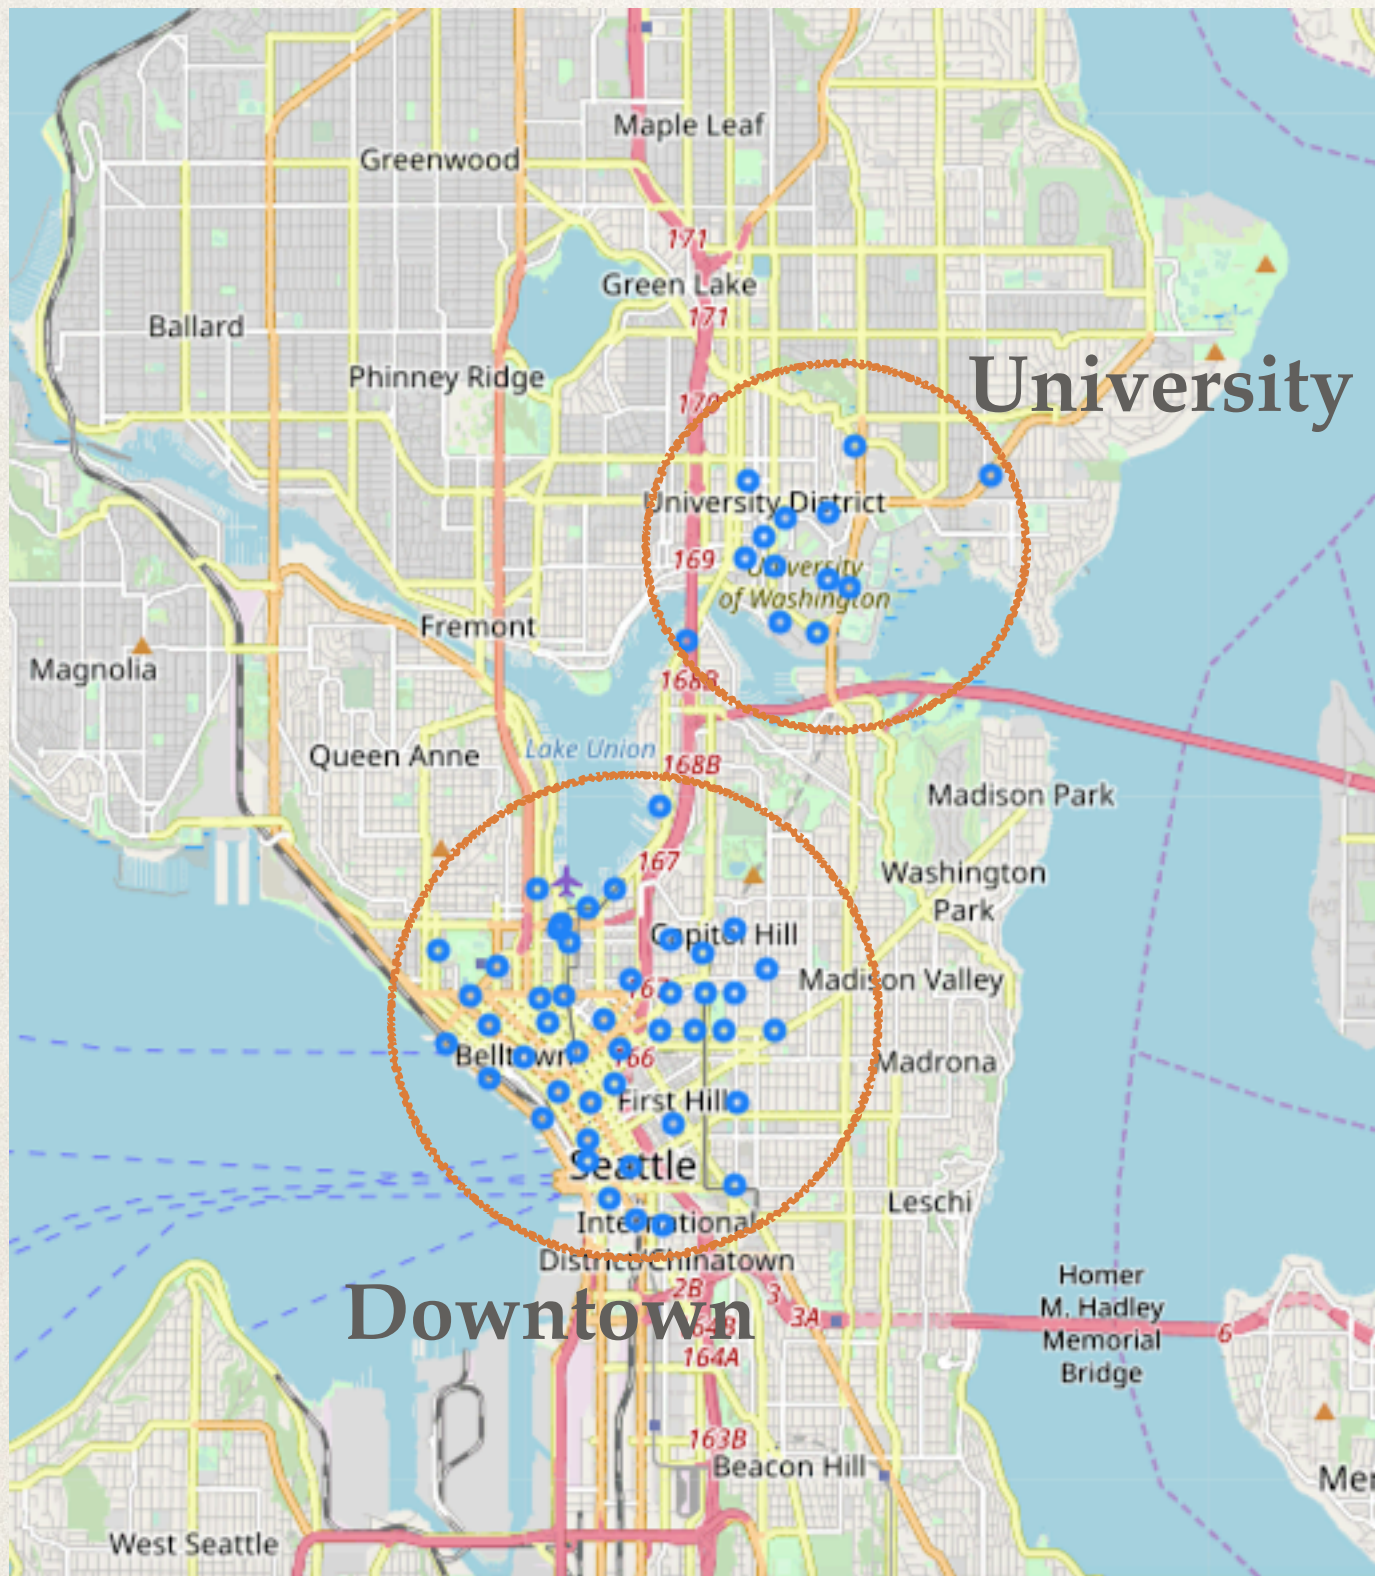 Maple Leaf
Greenwood
171
Green Lake
171
Ballard
Phinney Ridge
University
170
University District
169
University
of Washington
Fremont
Magnolia
168B
Queen Anne
Lake Union
168B
Madison Park
167
Washington
Park
Capitol Hill
Madison Valley
167
Belltown
166
Madrona
First Hill
Seattle
Leschi
International
District/Chinatown
Homer
M. Hadley
Memorial
Bridge
2B
3
3A
Downtown
164B
6
164A
163B
Beacon Hill
West Seattle